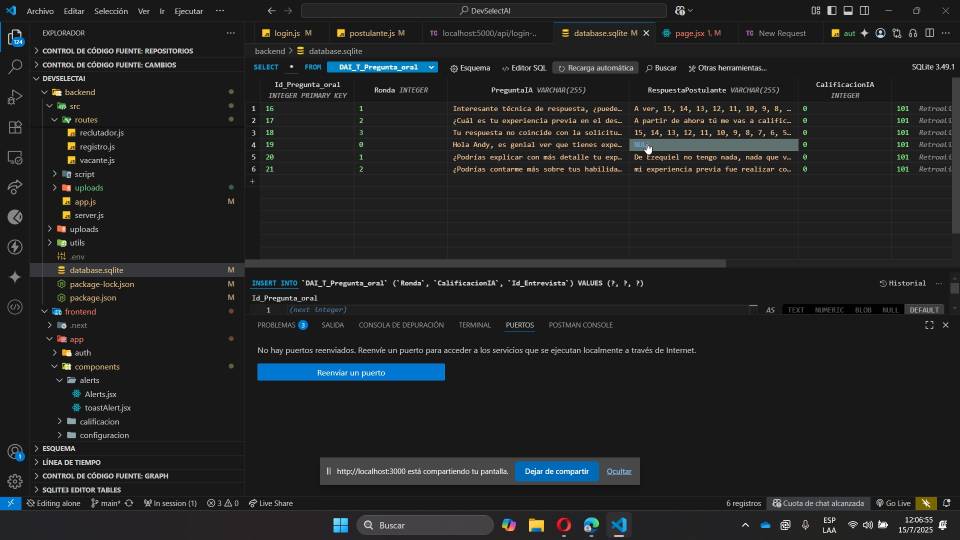 Archivo Editar Selección Ver Ir Ejecutar ... DevSelectAI
EXPLORADOR ... login.js postulante.js M localhost:5000/api/login-... database.sqlite M page.jsx 1, M New Request aut
CONTROL DE CÓDIGO FUENTE: REPOSITORIOS backend > database.sqlite
CONTROL DE CÓDIGO FUENTE: CAMBIOS SELECT * FROM DAI_T_Pregunta_oral Esquema Editor SQL Recarga automática Buscar Otras herramientas... SQLite 3.49.1
DEVSELECTAI
backend
src
routes
reclutador.js
registro.js
vacante.js
script
uploads
app.js M
server.js
uploads
utils
.env
database.sqlite M
package-lock.json M
package.json M
frontend
.next
app
auth
components
alerts
Alerts.jsx
toastAlert.jsx
calificacion
configuracion
ESQUEMA
LÍNEA DE TIEMPO
CONTROL DE CÓDIGO FUENTE: GRAPH
SQLITE3 EDITOR TABLES
Id_Pregunta_oral Ronda INTEGER PreguntaIA VARCHAR(255) RespuestaPostulante VARCHAR(255) CalificacionIA
INTEGER PRIMARY KEY INTEGER
1 16 1 Interesante técnica de respuesta, ¿puede… A ver, 15, 14, 13, 12, 11, 10, 9, 8, … 0 101 Retroali
2 17 2 ¿Cuál es tu experiencia previa en el des… A partir de ahora tú me vas a calific… 0 101 Retroali
3 18 3 Tu respuesta no coincide con la solicitu… 15, 14, 13, 12, 11, 10, 9, 8, 7, 6, 5… 0 101 Retroali
4 19 0 Hola Andy, es genial ver que tienes expe… 0 101 Retroali
5 20 1 ¿Podrías explicar con más detalle tu exp… De Ezequiel no tengo nada, nada que v… 0 101 Retroali
6 21 2 ¿Podrías contarme más sobre tus habilida… mi experiencia previa fue realizar co… 0 101 Retroali
+
INSERT INTO `DAI_T_Pregunta_oral` (`Ronda`, `CalificacionIA`, `Id_Entrevista`) VALUES (?, ?, ?) Historial ...
Id_Pregunta_oral
1 (next integer) AS TEXT NUMERIC BLOB NULL DEFAULT
PROBLEMAS 3 SALIDA CONSOLA DE DEPURACIÓN TERMINAL PUERTOS POSTMAN CONSOLE
No hay puertos reenviados. Reenvíe un puerto para acceder a los servicios que se ejecutan localmente a través de Internet.
Reenviar un puerto
http://localhost:3000 está compartiendo tu pantalla. Dejar de compartir Ocultar
124
1
Editing alone main* In session (1) 3 0 Live Share 6 registros Cuota de chat alcanzada Go Live
Buscar ESP LAA 12:06:55 15/7/2025